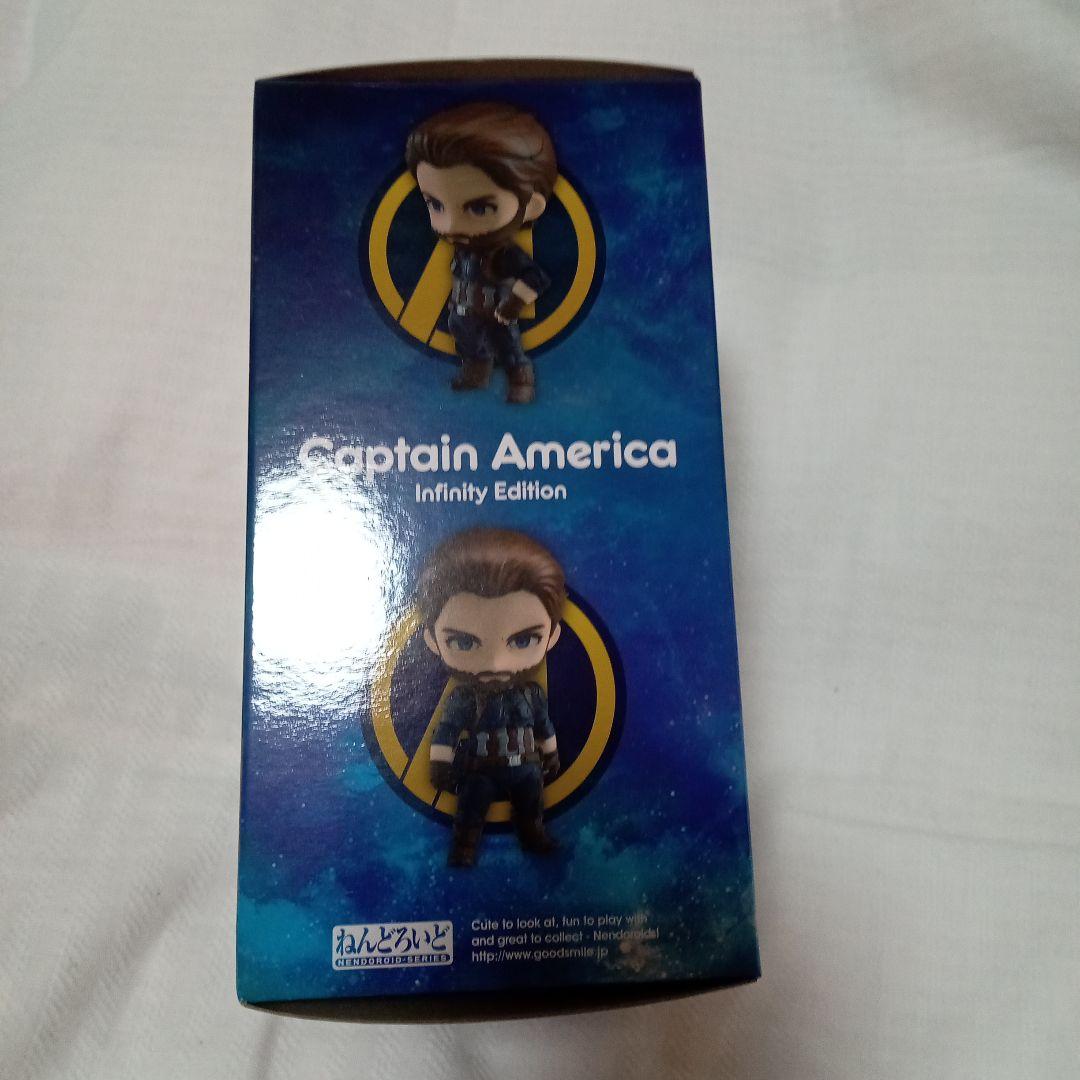 Captain America
Infinity Edition
ねんどろいど
NENDOROID-SERIES
Cute to look at, fun to play with
and great to collect - Nendoroids!
http://www.goodsmile.jp